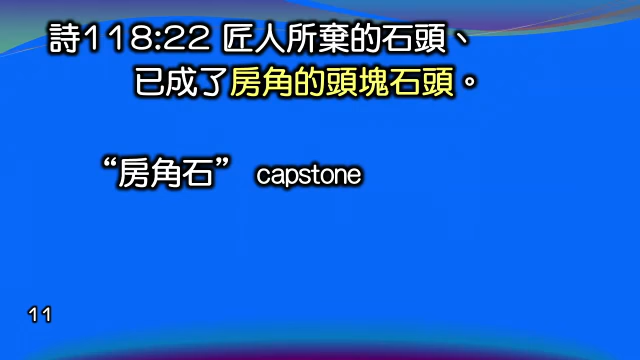 詩118:22 匠人所棄的石頭、
已成了房角的頭塊石頭。
“房角石” capstone
11